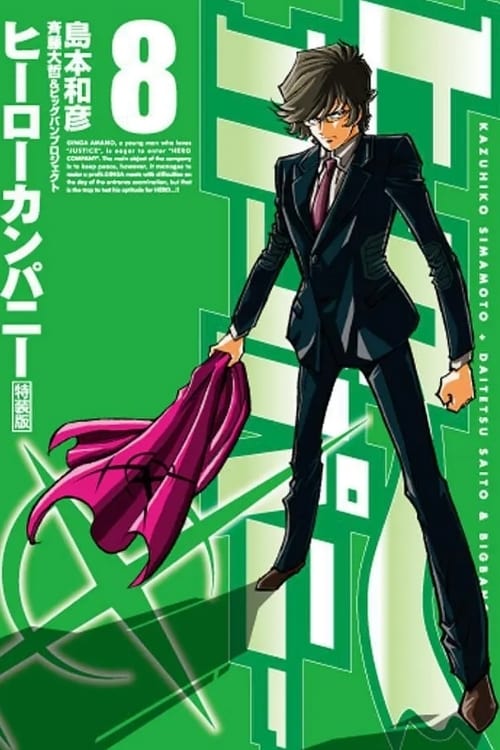 8
島本和彦
斉藤大哲&ビッグバンプロジェクト
ヒーローカンパニー
特装版
GINGA AMANO, a young man who loves
"JUSTICE", is eager to enter "HERO
COMPANY". The main object of the company
is to keep peace, however, it manages to
make a profit. GINGA meets with difficulties on
the day of the entrance examination, but that
is the trap to test his aptitude for HERO...!!
KAZUHIKO SIMAMOTO + DAITETSU SAITO & BIGBAN